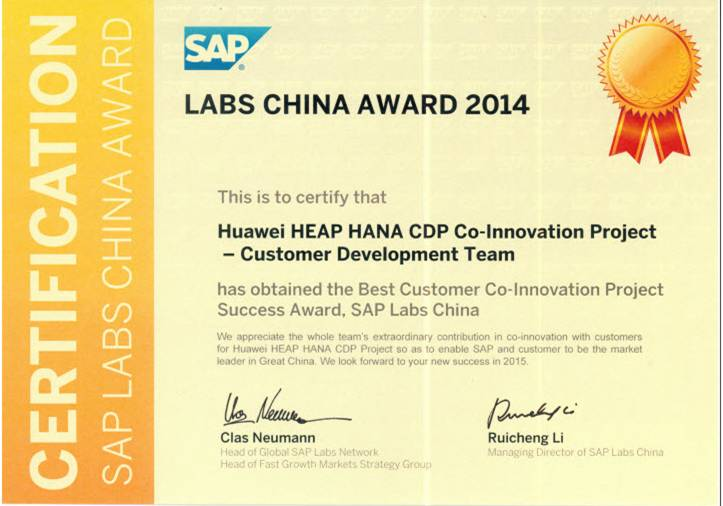 CERTIFICATION
SAP LABS CHINA AWARD
SAP
®
LABS CHINA AWARD 2014
This is to certify that
Huawei HEAP HANA CDP Co-Innovation Project
– Customer Development Team
has obtained the Best Customer Co-Innovation Project
Success Award, SAP Labs China
We appreciate the whole team's extraordinary contribution in co-innovation with customers
for Huawei HEAP HANA CDP Project so as to enable SAP and customer to be the market
leader in Great China. We look forward to your new success in 2015.
Clas Neumann
Head of Global SAP Labs Network
Head of Fast Growth Markets Strategy Group
Ruicheng Li
Managing Director of SAP Labs China